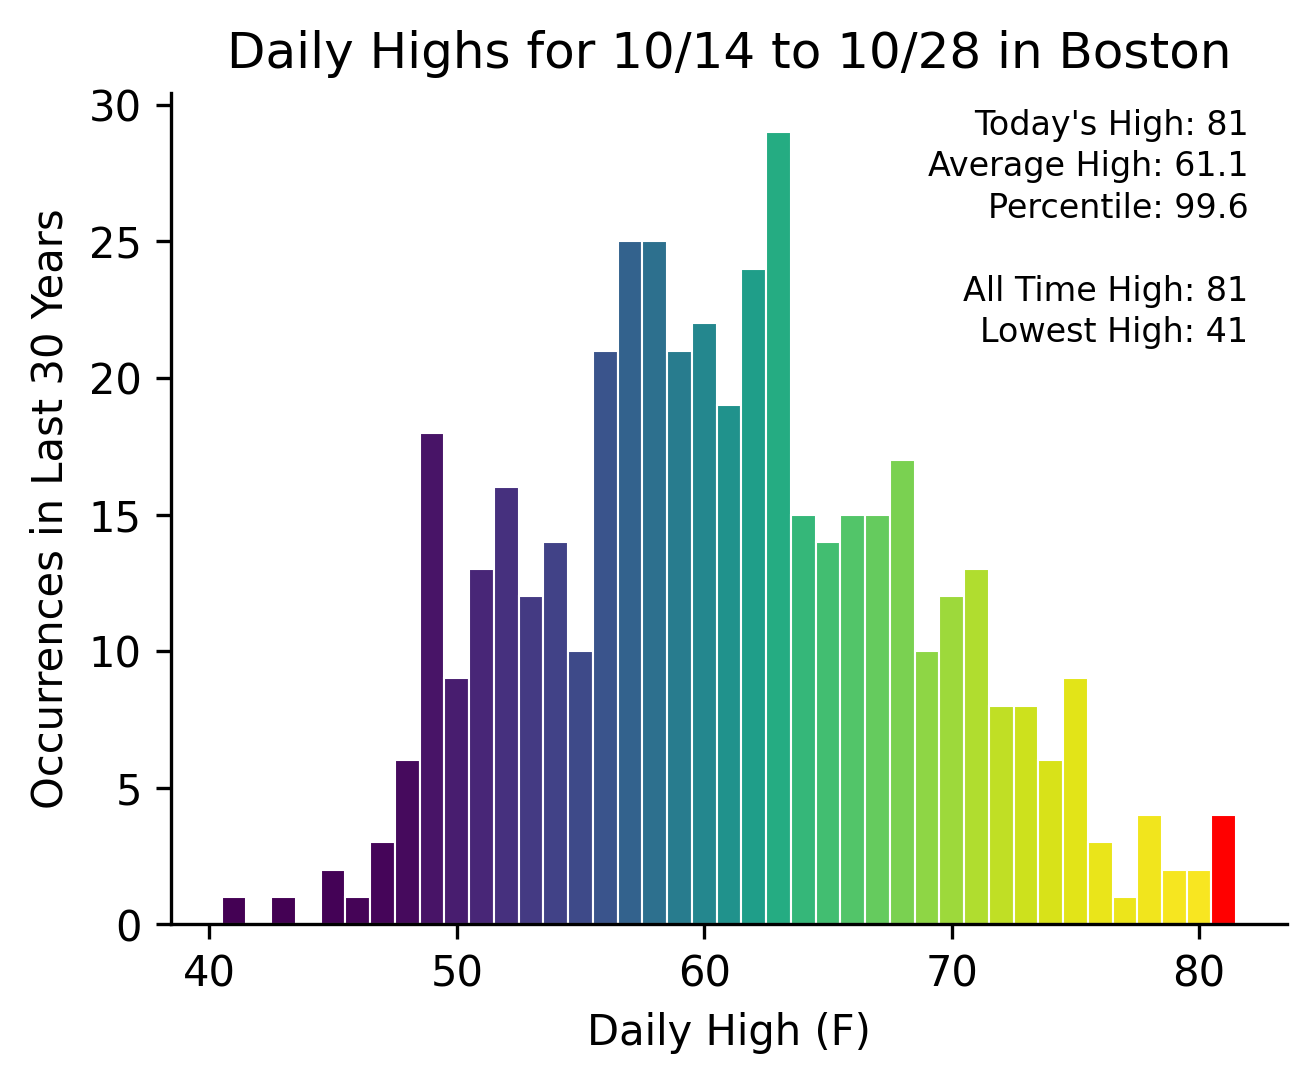 Daily Highs for 10/14 to 10/28 in Boston
30
25
20
15
10
5
0
Occurrences in Last 30 Years
Today's High: 81
Average High: 61.1
Percentile: 99.6
All Time High: 81
Lowest High: 41
40 50 60 70 80
Daily High (F)